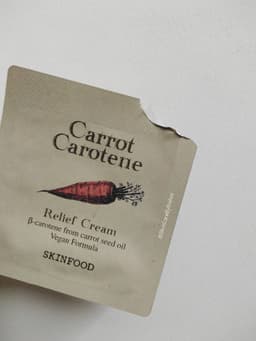 Carrot
Carotene
Relief Cream
β-carotene from carrot seed oil
Vegan Formula
SKINFOOD